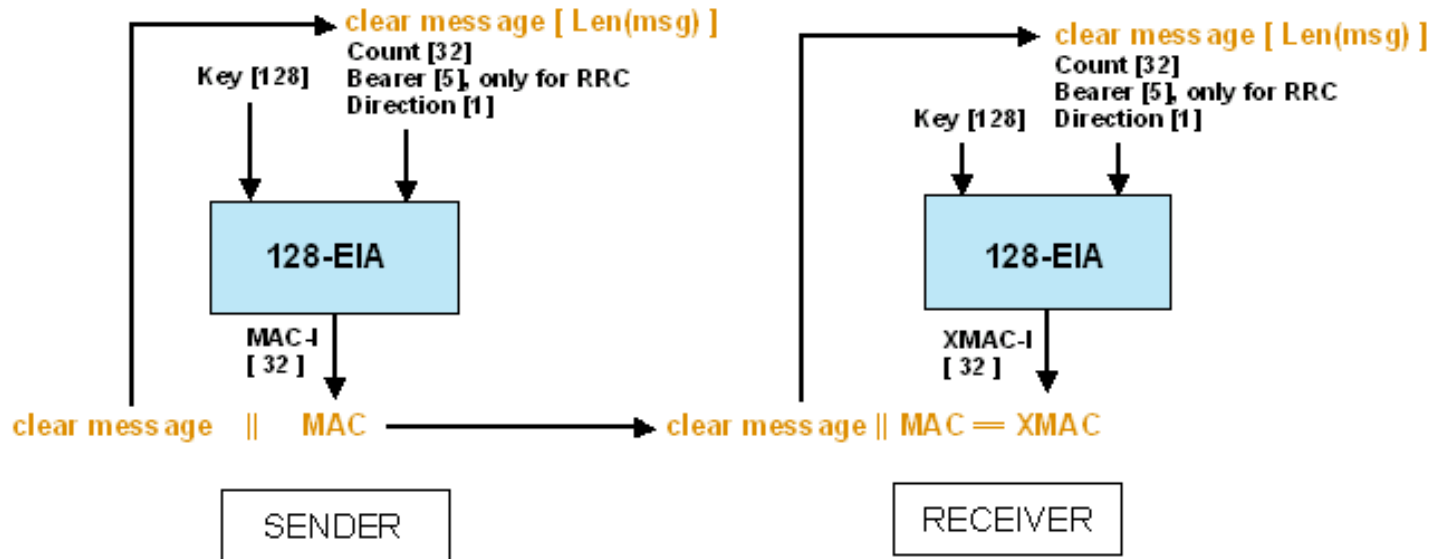 clear message [ Len(msg) ]
Count [32]
Bearer [5], only for RRC
Direction [1]
Key [128]
128-EIA
MAC-I
[ 32 ]
clear message || MAC
SENDER
clear message [ Len(msg) ]
Count [32]
Bearer [5], only for RRC
Direction [1]
Key [128]
128-EIA
XMAC-I
[ 32 ]
clear message || MAC == XMAC
RECEIVER